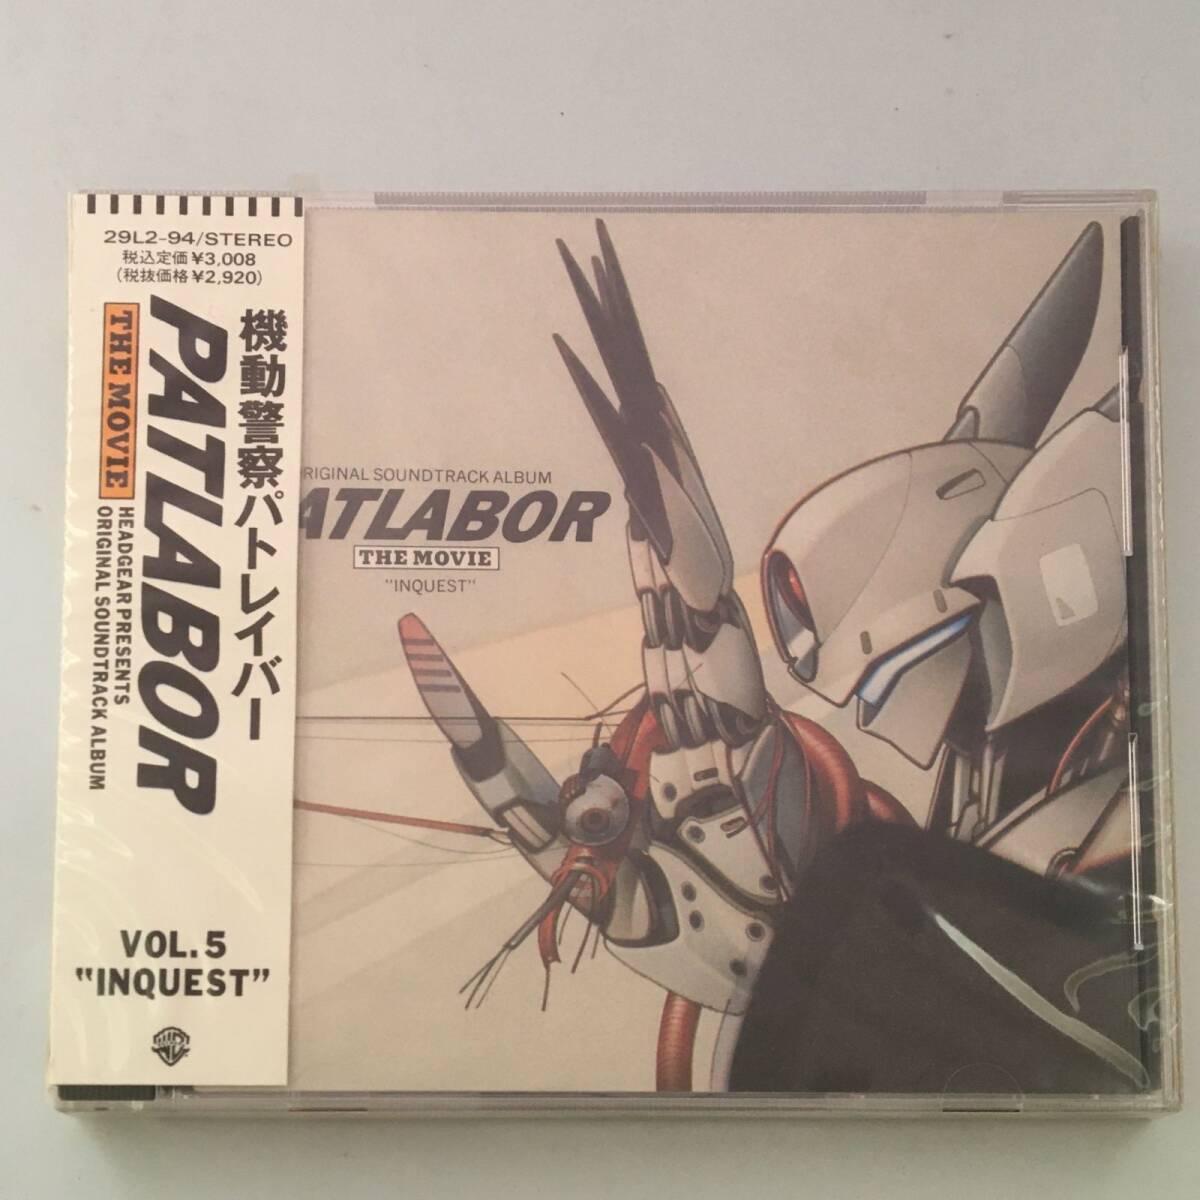 29L2-94/STEREO
税込定価¥3,008
(税抜価格¥2,920)
機動警察パトレイバー
PATLABOR
THE MOVIE
HEADGEAR PRESENTS
ORIGINAL SOUNDTRACK ALBUM
VOL.5
"INQUEST"
RIGINAL SOUNDTRACK ALBUM
ATLABOR
THE MOVIE
"INQUEST"